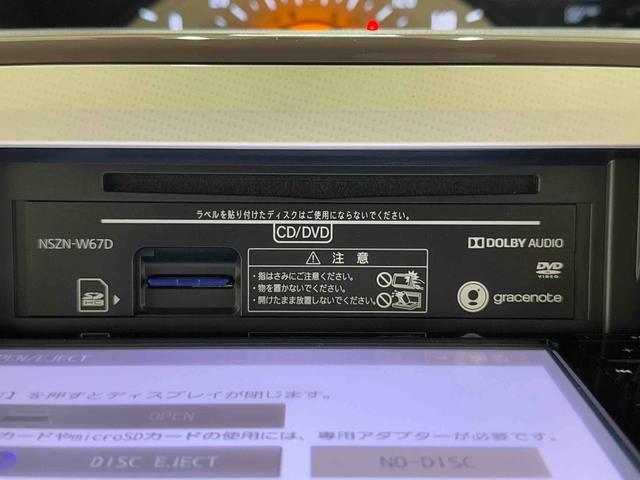 ラベルを貼り付けたディスクはご使用にならないでください。
CD/DVD
NSZN-W67D
注 意
・指はさみにご注意ください。
・物を置かないでください。
・開けたまま放置しないでください。
DOLBY AUDIO
DVD
VIDEO
gracenote
OPEN/EJECT
を押すとディスプレイが閉じます。
OPEN
カードやmicroSDカードの使用には、専用アダプターが必要です。
DISC EJECT
NO-DISC